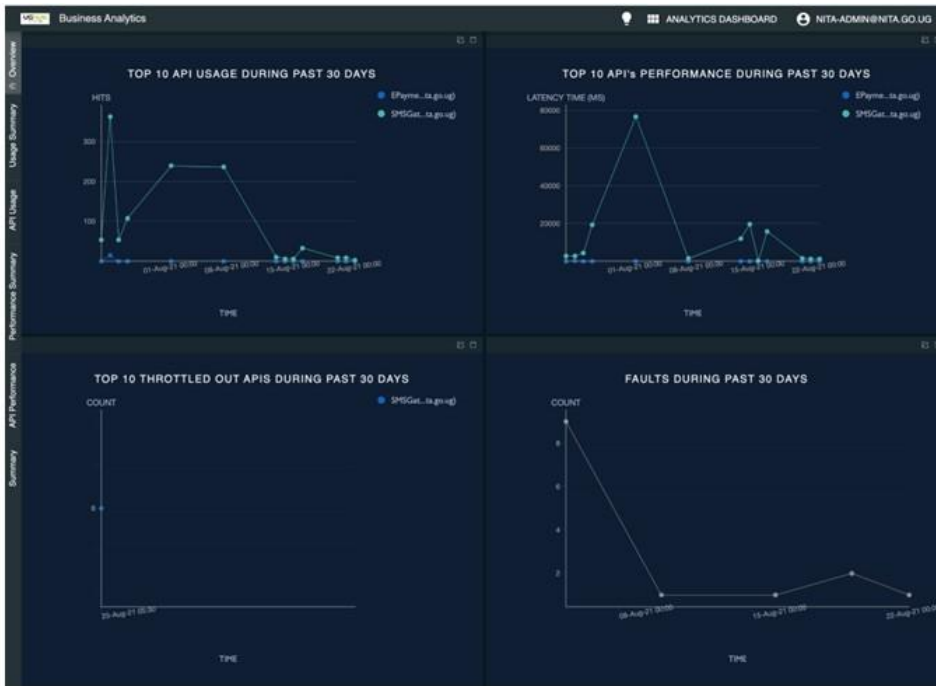 UGhub Business Analytics ANALYTICS DASHBOARD NITA-ADMIN@NITA.GO.UG
Overview
Usage Summary
API Usage
Performance Summary
API Performance
Summary
TOP 10 API USAGE DURING PAST 30 DAYS
HITS
EPayme...ta.go.ug)
SMSGat...ta.go.ug)
300
200
100
01-Aug-21 00:00 08-Aug-21 00:00 15-Aug-21 00:00 22-Aug-21 00:00
TIME
TOP 10 API's PERFORMANCE DURING PAST 30 DAYS
LATENCY TIME (MS)
EPayme...ta.go.ug)
SMSGat...ta.go.ug)
80000
60000
40000
20000
01-Aug-21 00:00 08-Aug-21 00:00 15-Aug-21 00:00 22-Aug-21 00:00
TIME
TOP 10 THROTTLED OUT APIS DURING PAST 30 DAYS
COUNT
SMSGat...ta.go.ug)
TIME
FAULTS DURING PAST 30 DAYS
COUNT
8
6
4
2
08-Aug-21 00:00 15-Aug-21 00:00 22-Aug-21 00:00
TIME